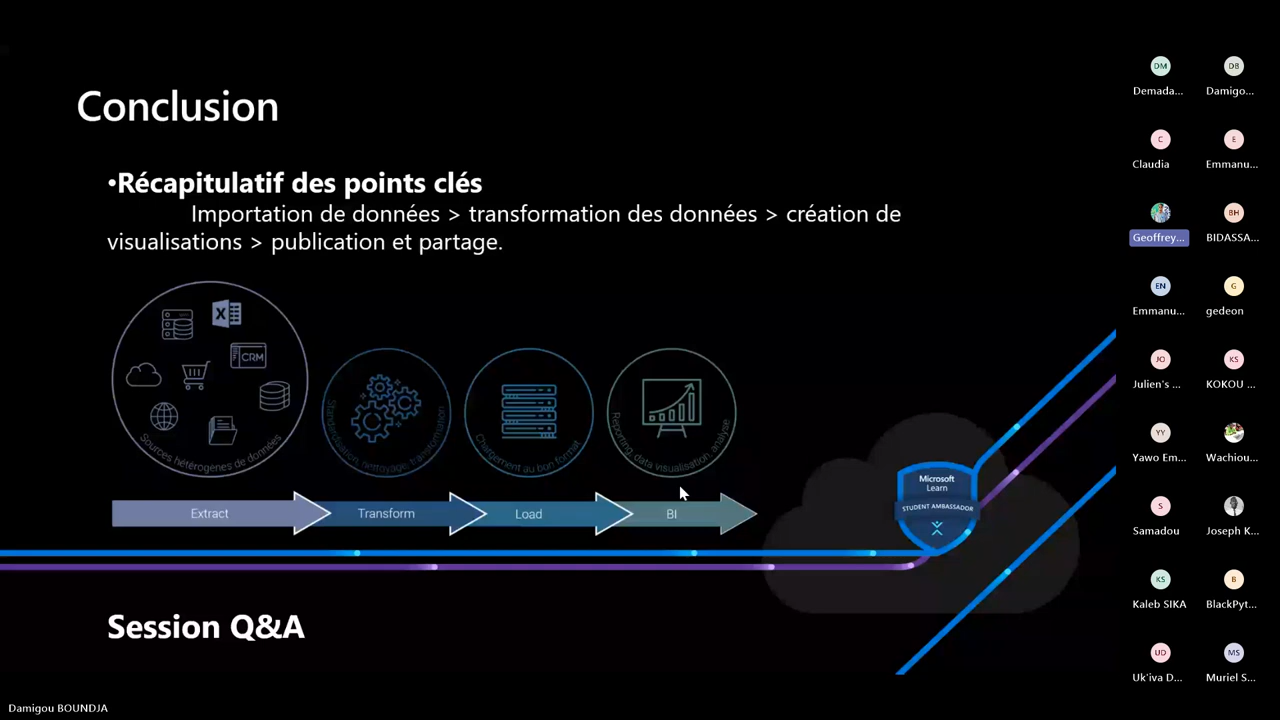 Conclusion
•Récapitulatif des points clés
Importation de données > transformation des données > création de
visualisations > publication et partage.
CRM
Sources hétérogènes de données
Standardisation, nettoyage, transformation
Chargement au bon format
Reporting, data visualisation, analyse
Extract
Transform
Load
BI
Microsoft
Learn
STUDENT AMBASSADOR
Session Q&A
Damigou BOUNDJA
DM
DB
Demada...
Damigo...
C
E
Claudia
Emmanu...
BH
Geoffrey...
BIDASSA...
EN
G
Emmanu...
gedeon
JO
KS
Julien's ...
KOKOU ...
YY
Yawo Em...
Wachiou...
S
Samadou
Joseph K...
KS
B
Kaleb SIKA
BlackPyt...
UD
MS
Uk'iva D...
Muriel S...